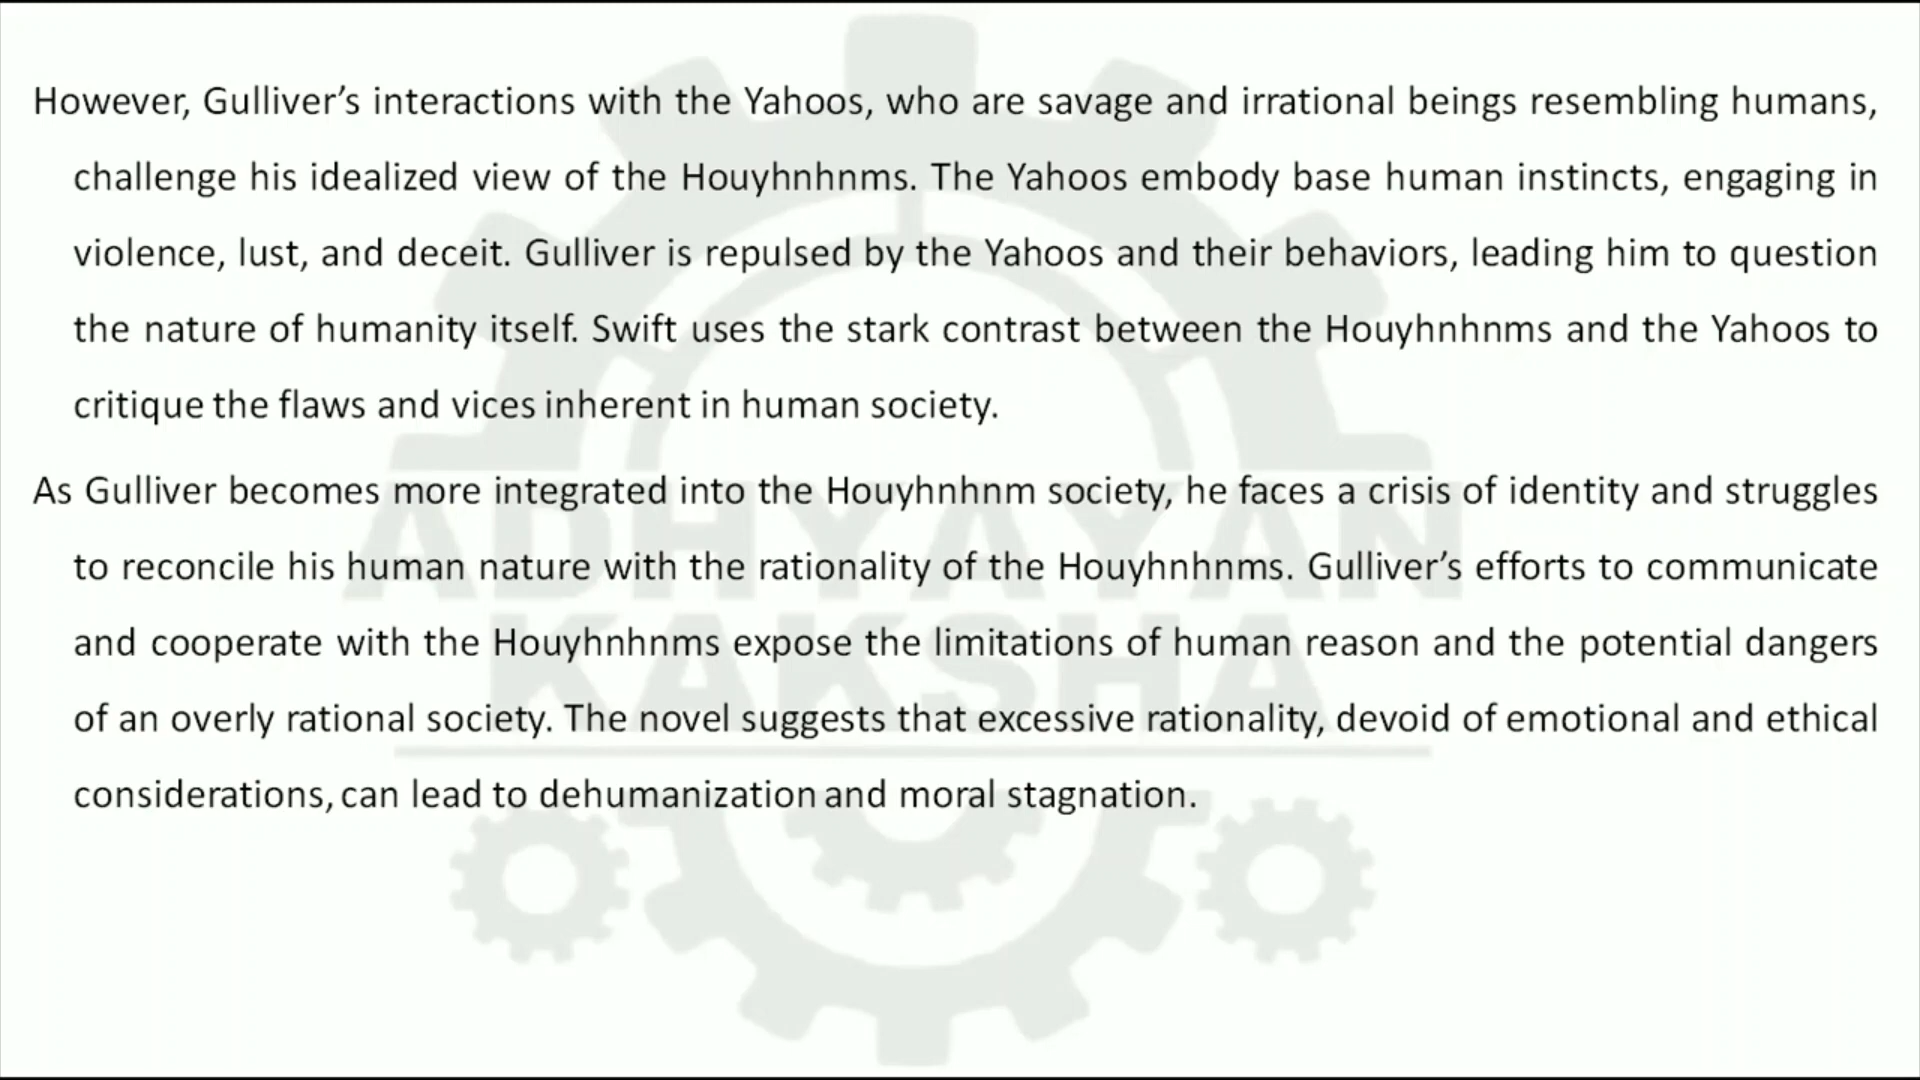 However, Gulliver’s interactions with the Yahoos, who are savage and irrational beings resembling humans,
challenge his idealized view of the Houyhnhnms. The Yahoos embody base human instincts, engaging in
violence, lust, and deceit. Gulliver is repulsed by the Yahoos and their behaviors, leading him to question
the nature of humanity itself. Swift uses the stark contrast between the Houyhnhnms and the Yahoos to
critique the flaws and vices inherent in human society.
As Gulliver becomes more integrated into the Houyhnhnm society, he faces a crisis of identity and struggles
to reconcile his human nature with the rationality of the Houyhnhnms. Gulliver’s efforts to communicate
and cooperate with the Houyhnhnms expose the limitations of human reason and the potential dangers
of an overly rational society. The novel suggests that excessive rationality, devoid of emotional and ethical
considerations, can lead to dehumanization and moral stagnation.
ADHYAYAN
KAKSHA